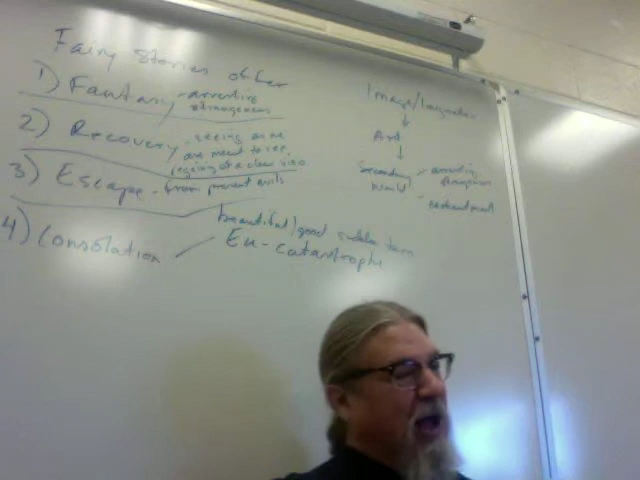 Fairy Stories offer
1) Fantasy - arresting
strangeness
2) Recovery - seeing as we
are meant to see,
regaining of a clear view
3) Escape - from present evils
4) Consolation
beautiful/good sudden turn
Eu-catastrophe
Image/Imagination
Art
Secondary
World
- arresting
strangeness
- enchantment